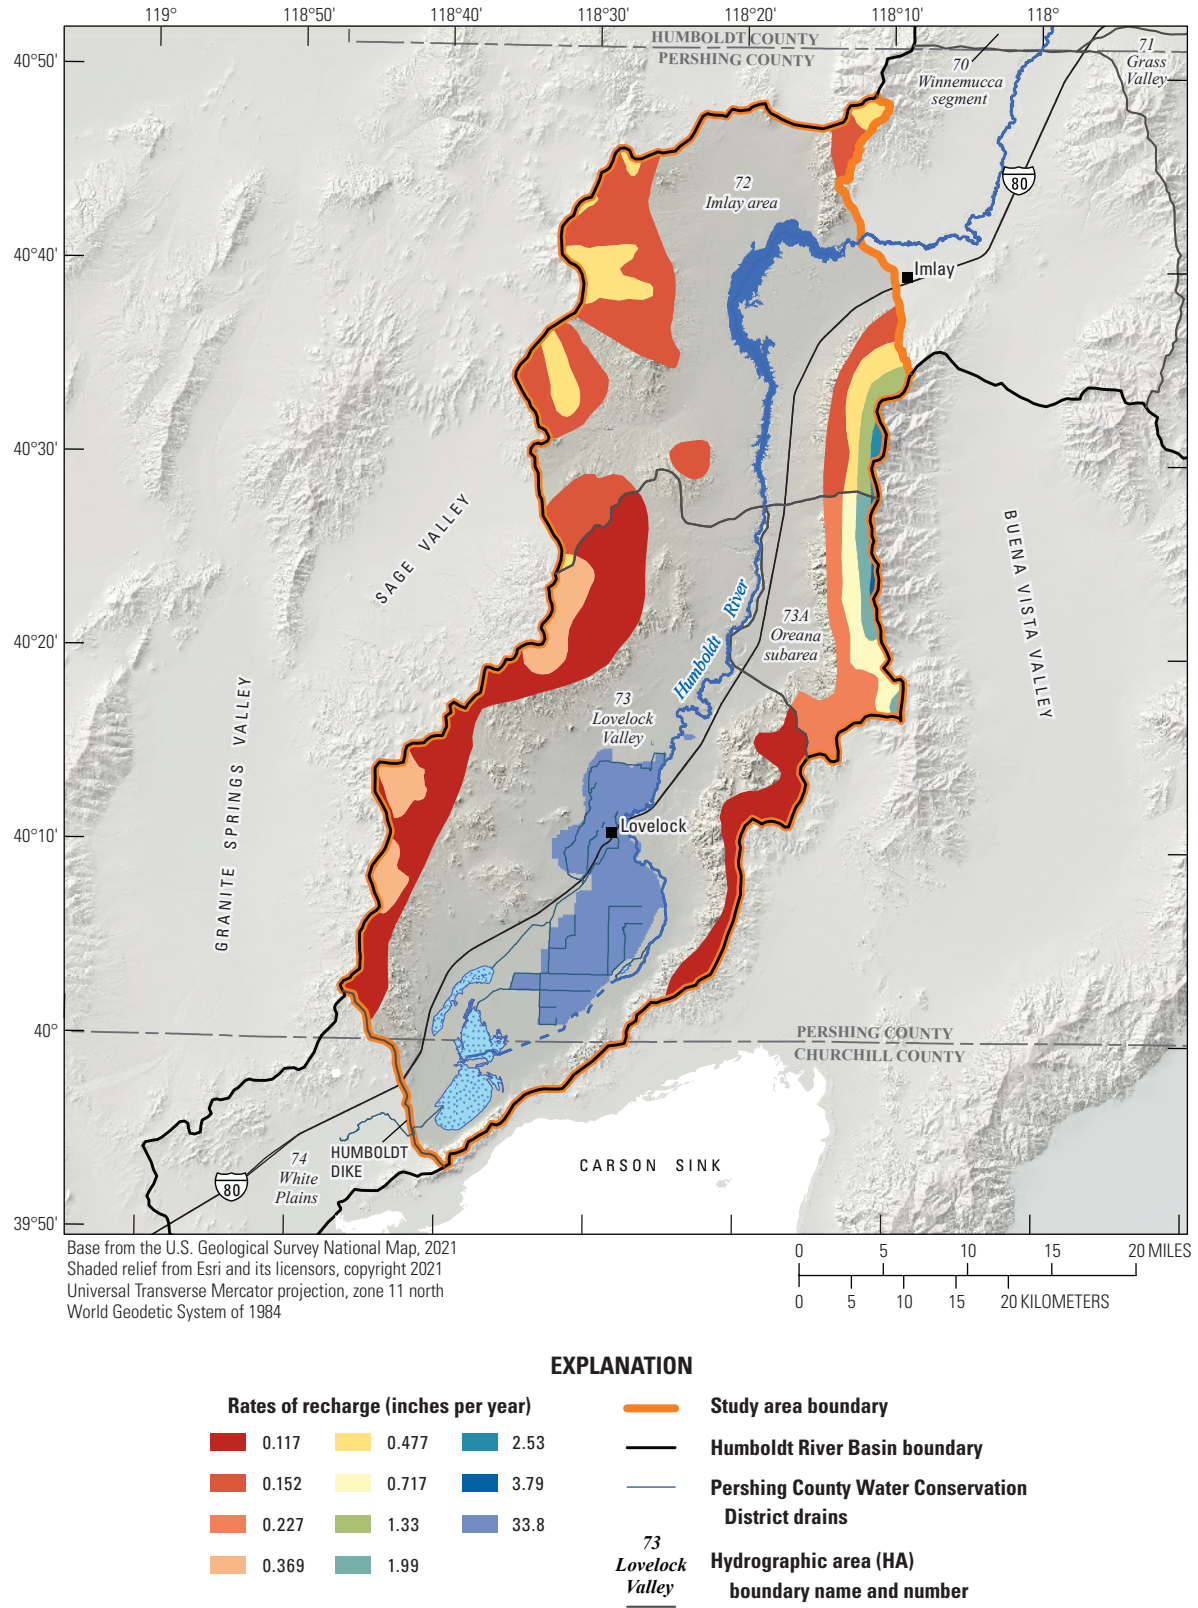 119°
118°50'
118°40'
118°30'
118°20'
118°10'
118°
40°50'
40°40'
40°30'
40°20'
40°10'
40°
39°50'
HUMBOLDT COUNTY
PERSHING COUNTY
70
Winnemucca
segment
71
Grass
Valley
80
72
Imlay area
Imlay
SAGE VALLEY
BUENA VISTA VALLEY
Humboldt River
73A
Oreana
subarea
GRANITE SPRINGS VALLEY
73
Lovelock
Valley
Lovelock
PERSHING COUNTY
CHURCHILL COUNTY
HUMBOLDT
DIKE
74
White
Plains
80
CARSON SINK
Base from the U.S. Geological Survey National Map, 2021
Shaded relief from Esri and its licensors, copyright 2021
Universal Transverse Mercator projection, zone 11 north
World Geodetic System of 1984
0 5 10 15 20 MILES
0 5 10 15 20 KILOMETERS
EXPLANATION
Rates of recharge (inches per year)
0.117
0.152
0.227
0.369
0.477
0.717
1.33
1.99
2.53
3.79
33.8
Study area boundary
Humboldt River Basin boundary
Pershing County Water Conservation
District drains
73
Lovelock
Valley
Hydrographic area (HA)
boundary name and number